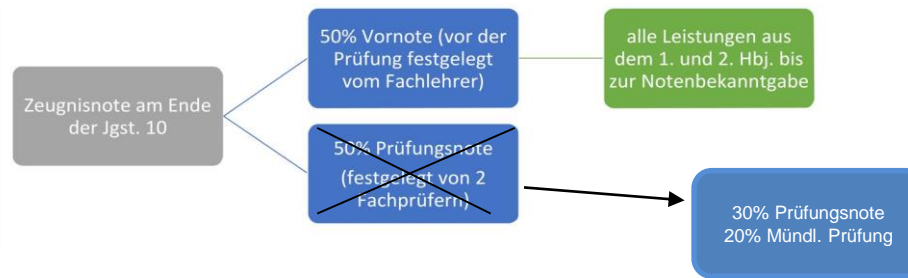 Zeugnisnote am Ende
der Jgst. 10
50% Vornote (vor der
Prüfung festgelegt
vom Fachlehrer)
alle Leistungen aus
dem 1. und 2. Hbj. bis
zur Notenbekanntgabe
50% Prüfungsnote
(festgelegt von 2
Fachprüfern)
30% Prüfungsnote
20% Mündl. Prüfung